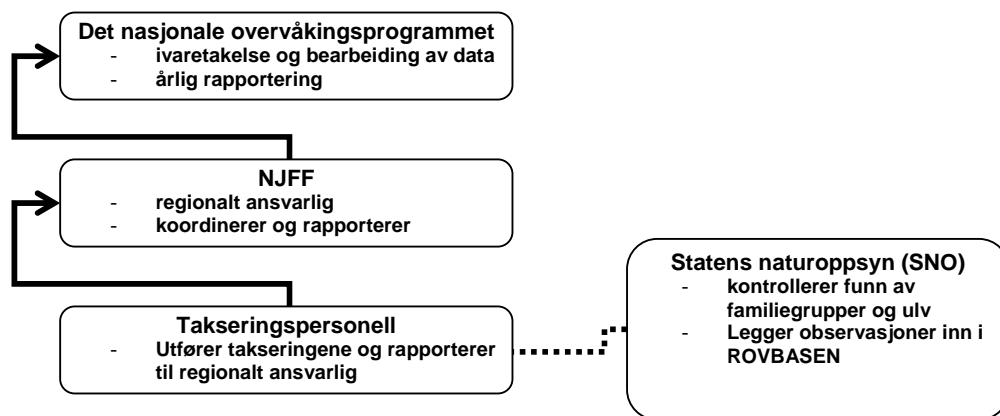 Det nasjonale overvåkingsprogrammet
- ivaretakelse og bearbeiding av data
- årlig rapportering
NJFF
- regionalt ansvarlig
- koordinerer og rapporterer
Takseringspersonell
- Utfører takseringene og rapporterer
til regionalt ansvarlig
Statens naturoppsyn (SNO)
- kontrollerer funn av
familiegrupper og ulv
- Legger observasjoner inn i
ROVBASEN